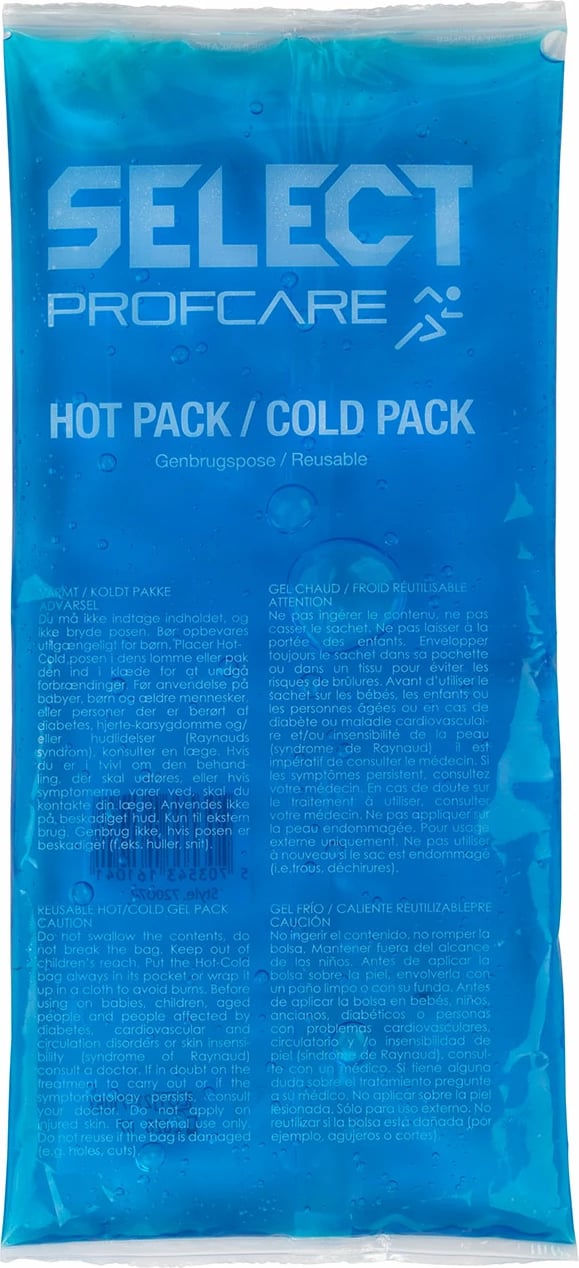 SELECT
PROFCARE
HOT PACK / COLD PACK
Genbrugspose / Reusable
VARMT / KOLDT PAKKE
ADVARSEL
Du må ikke indtage indholdet, og
ikke bryde posen. Bør opbevares
utilgængeligt for børn. Placer Hot-
Cold posen i dens lomme eller pak
den ind i klæde for at undgå
forbrændinger. Før anvendelse på
babyer, børn og ældre mennesker
eller personer der er berørt af
diabetes, hjerte-karsygdomme og/
eller hudlidelser (Raynauds
syndrom), konsulter en læge. Hvis
du er i tvivl om den behand-
ling, der skal udføres, eller hvis
symptomerne varer ved, skal du
kontakte din læge. Anvendes ikke
på beskadiget hud. Kun til ekstern
brug. Genbrug ikke, hvis posen er
beskadiget (f.eks. huller, snit).
GEL CHAUD / FROID RÉUTILISABLE
ATTENTION
Ne pas ingérer le contenu, ne pas
casser le sachet. Ne pas laisser à la
portée des enfants. Envelopper
toujours le sachet dans sa pochette
ou dans un tissu pour éviter les
risques de brûlures. Avant d'utiliser le
sachet sur les bébés, les enfants ou
les personnes âgées ou en cas de
diabète ou maladie cardiovasculai-
re et/ou insensibilité de la peau
(syndrome de Raynaud) il est
impératif de consulter le médecin. Si
les symptômes persistent, consultez
votre médecin. En cas de doute sur
le traitement à utiliser, consulter
votre médecin. Ne pas appliquer sur
la peau endommagée. Pour usage
externe uniquement. Ne pas utiliser
à nouveau si le sac est endommagé
(i.e.trous, déchirures).
5 703543 16104
Style. 720072
REUSABLE HOT/COLD GEL PACK
CAUTION
Do not swallow the contents, do
not break the bag. Keep out of
children's reach. Put the Hot-Cold
bag always in its pocket or wrap it
up in a cloth to avoid burns. Before
using on babies, children, aged
people and people affected by
diabetes, cardiovascular and
circulation disorders or skin insensi-
bility (syndrome of Raynaud)
consult a doctor. If in doubt on the
treatment to carry out or if the
symptomatology persists, consult
your doctor. Do not apply on
injured skin. For external use only.
Do not reuse if the bag is damaged
(e.g. holes, cuts).
GEL FRÍO / CALIENTE REUTILIZABLEPRE
CAUCIÓN
No ingerir el contenido, no romper la
bolsa. Mantener fuera del alcance
de los niños. Antes de aplicar la
bolsa sobre la piel, envolverla con
un paño limpo o con su funda. Antes
de aplicar la bolsa en bebés, niños,
ancianos, diabéticos o personas
con problemas cardiovasculares,
circulatorios y/o insensibilidad de
piel (síndrome de Raynaud), consul-
te con un médico. Si tiene alguna
duda sobre el tratamiento pregunte
a su médico. No aplicar sobre la piel
lesionada. Sólo para uso externo. No
reutilizar si la bolsa está dañada (por
ejemplo, agujeros o cortes).